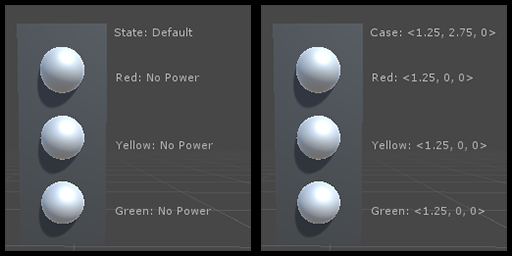 State: Default
Red: No Power
Yellow: No Power
Green: No Power
Case: <1.25, 2.75, 0>
Red: <1.25, 0, 0>
Yellow: <1.25, 0, 0>
Green: <1.25, 0, 0>